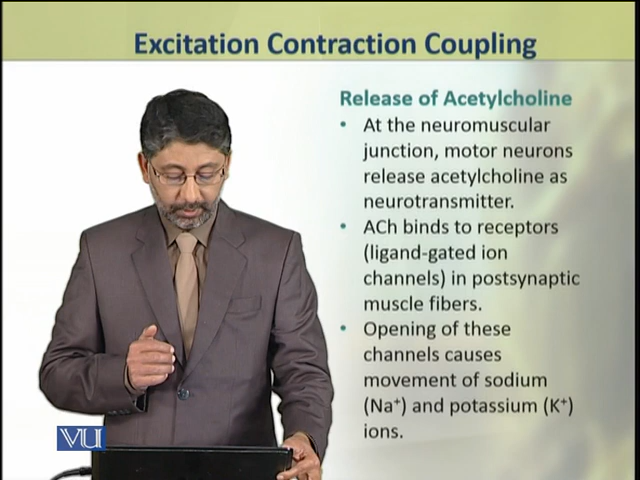 Excitation Contraction Coupling
Release of Acetylcholine
• At the neuromuscular
junction, motor neurons
release acetylcholine as
neurotransmitter.
• ACh binds to receptors
(ligand-gated ion
channels) in postsynaptic
muscle fibers.
• Opening of these
channels causes
movement of sodium
(Na⁺) and potassium (K⁺)
ions.
VU